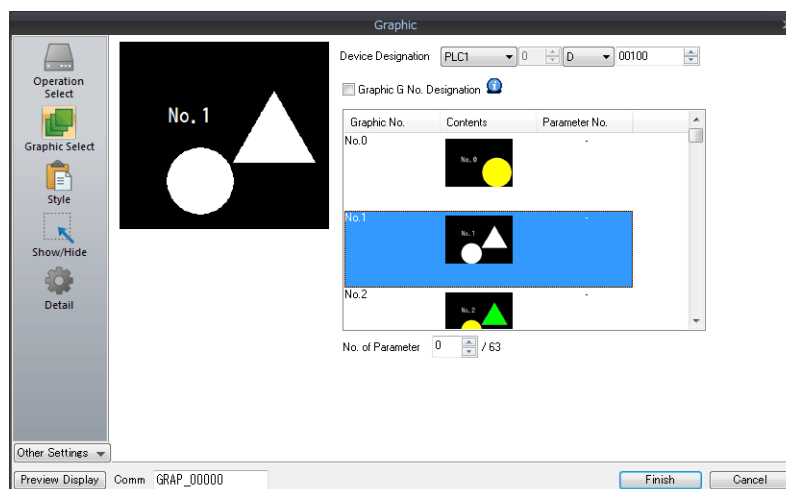 Graphic
Operation
Select
Graphic Select
Style
Show/Hide
Detail
Other Settings
No. 1
Device Designation PLC1 0 D 00100
Graphic G No. Designation
Graphic No. Contents Parameter No.
No.0 No. 0 -
No.1 No. 1 -
No.2 No. 2 -
No. of Parameter 0 / 63
Preview Display Comm GRAP_00000 Finish Cancel